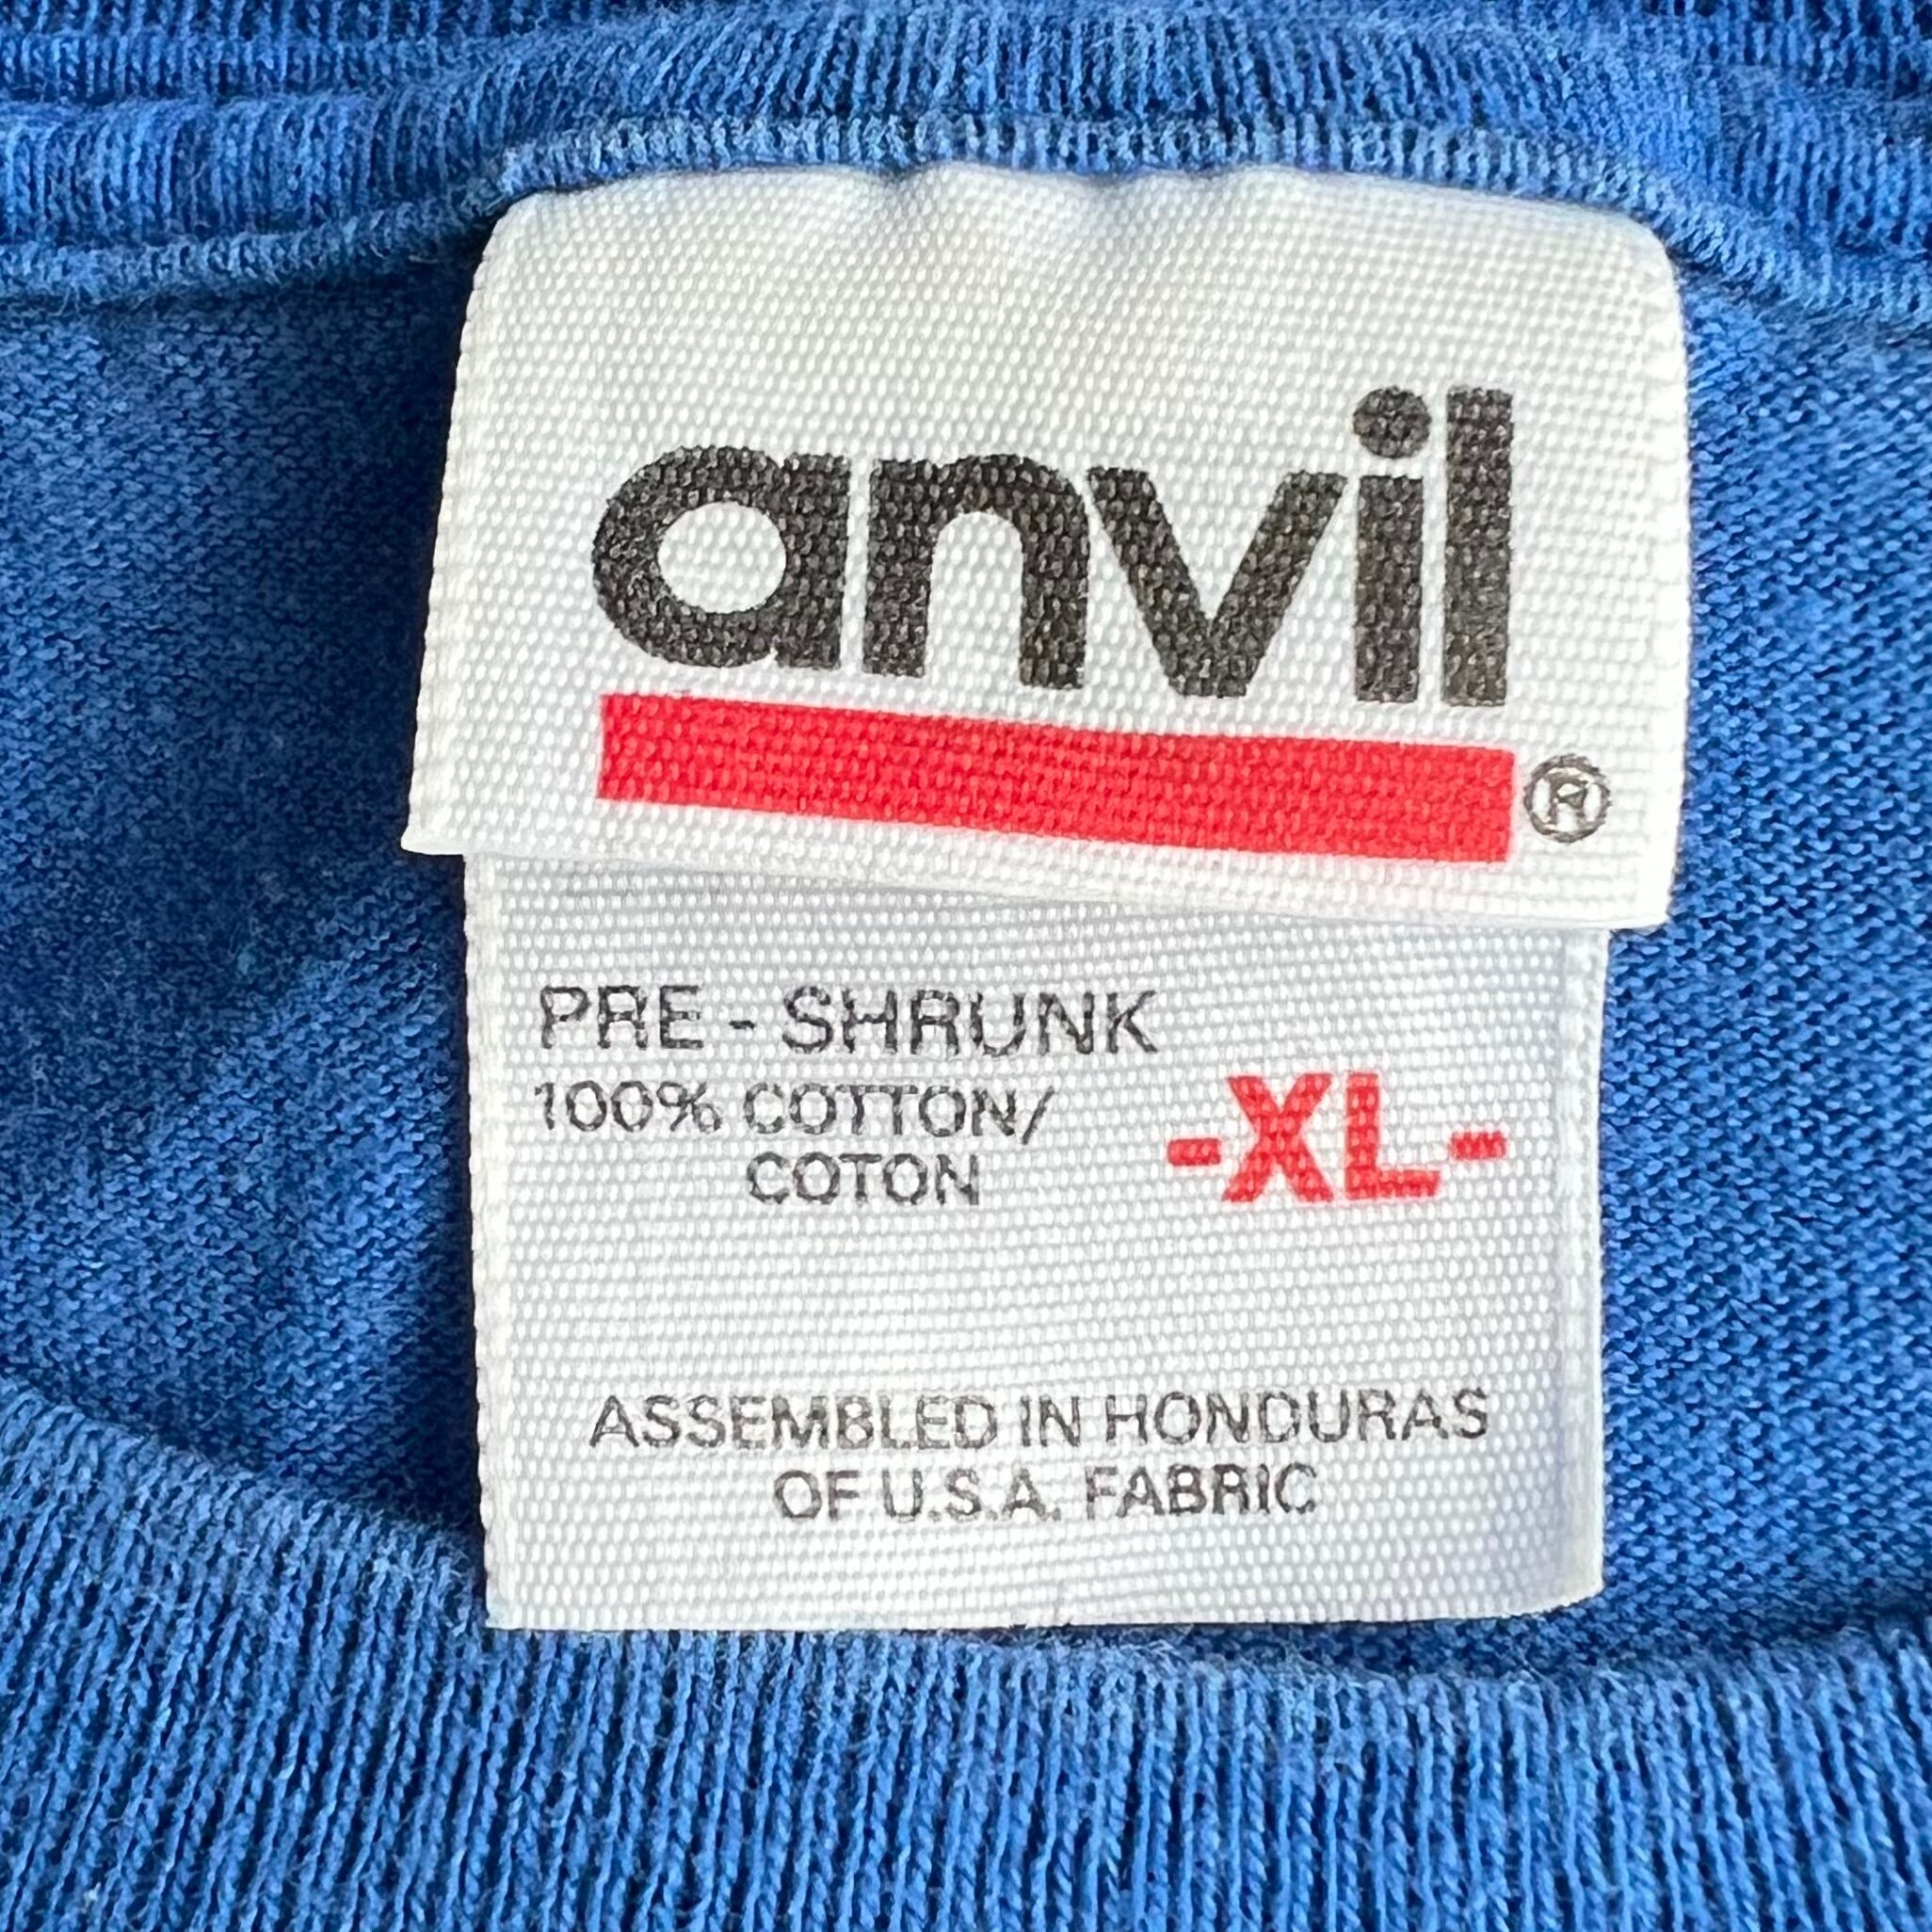 anvil
®
PRE - SHRUNK
100% COTTON/
COTON
-XL-
ASSEMBLED IN HONDURAS
OF U.S.A. FABRIC